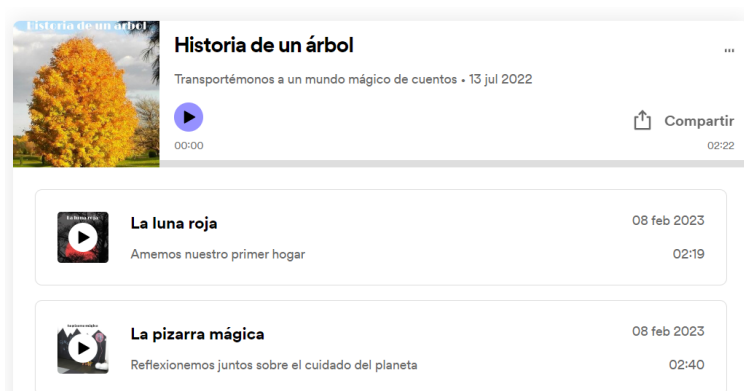 Historia de un árbol
Historia de un árbol
...
Transportémonos a un mundo mágico de cuentos • 13 jul 2022
Compartir
00:00
02:22
La luna roja
La luna roja
08 feb 2023
Amemos nuestro primer hogar
02:19
La pizarra mágica
08 feb 2023
Reflexionemos juntos sobre el cuidado del planeta
02:40